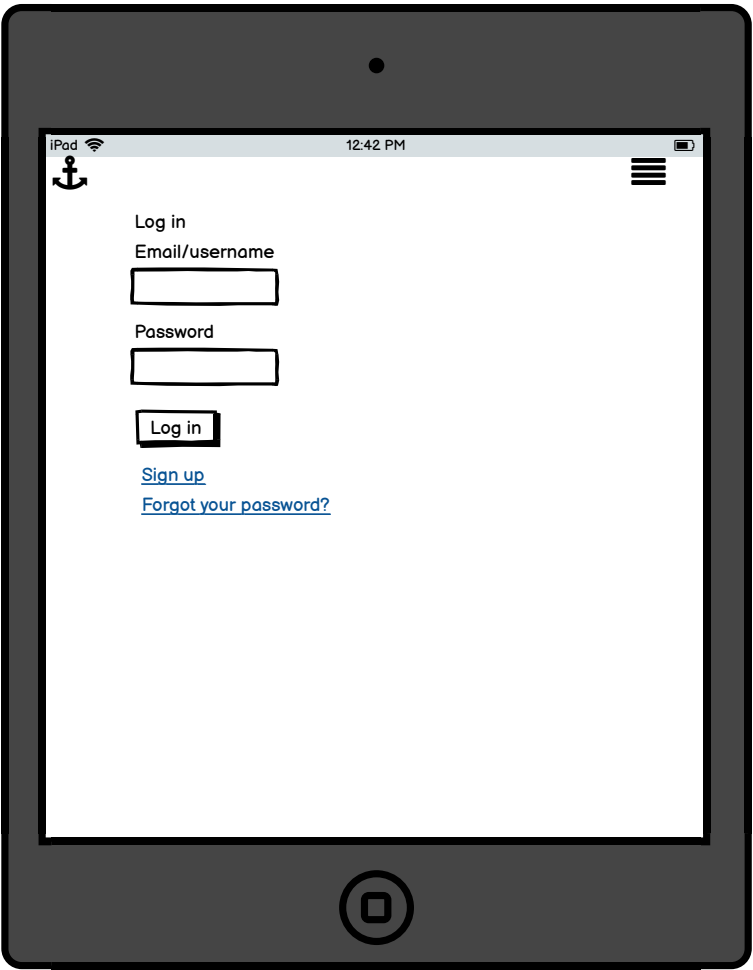 iPad 12:42 PM
Log in
Email/username
Password
Log in
Sign up
Forgot your password?